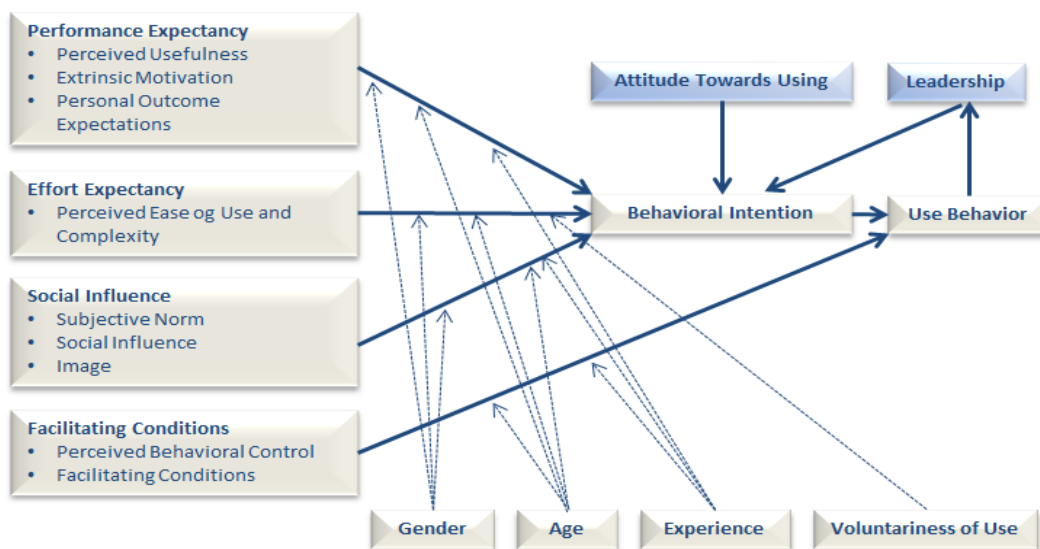 Performance Expectancy
• Perceived Usefulness
• Extrinsic Motivation
• Personal Outcome
Expectations
Attitude Towards Using
Leadership
Effort Expectancy
• Perceived Ease og Use and
Complexity
Behavioral Intention
Use Behavior
Social Influence
• Subjective Norm
• Social Influence
• Image
Facilitating Conditions
• Perceived Behavioral Control
• Facilitating Conditions
Gender
Age
Experience
Voluntariness of Use